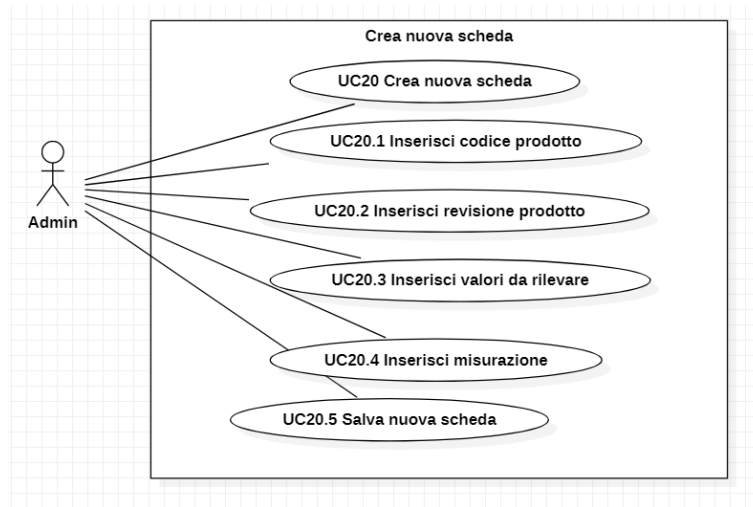 Crea nuova scheda
UC20 Crea nuova scheda
UC20.1 Inserisci codice prodotto
UC20.2 Inserisci revisione prodotto
Admin
UC20.3 Inserisci valori da rilevare
UC20.4 Inserisci misurazione
UC20.5 Salva nuova scheda